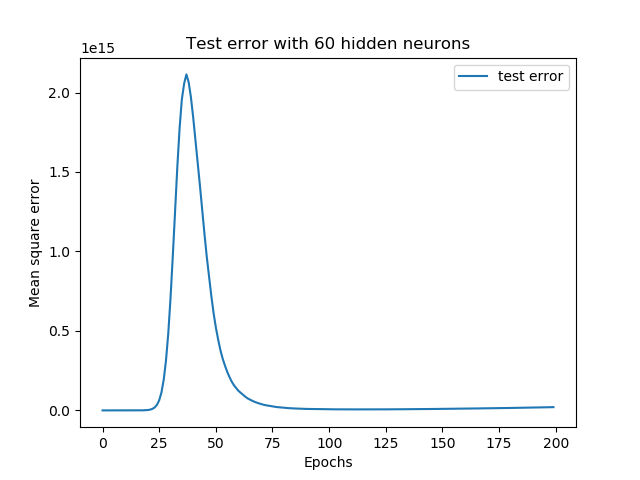 Test error with 60 hidden neurons
1e15
test error
2.0
1.5
1.0
0.5
0.0
Mean square error
0 25 50 75 100 125 150 175 200
Epochs